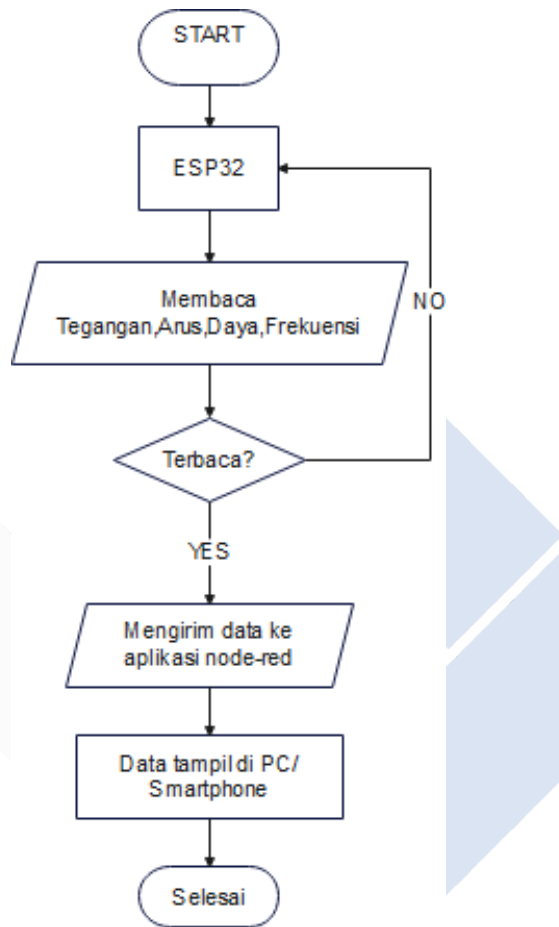 START
ESP32
Membaca
Tegangan,Arus,Daya,Frekuensi
NO
Terbaca?
YES
Mengirim data ke
aplikasi node-red
Data tampil di PC/
Smartphone
Selesai